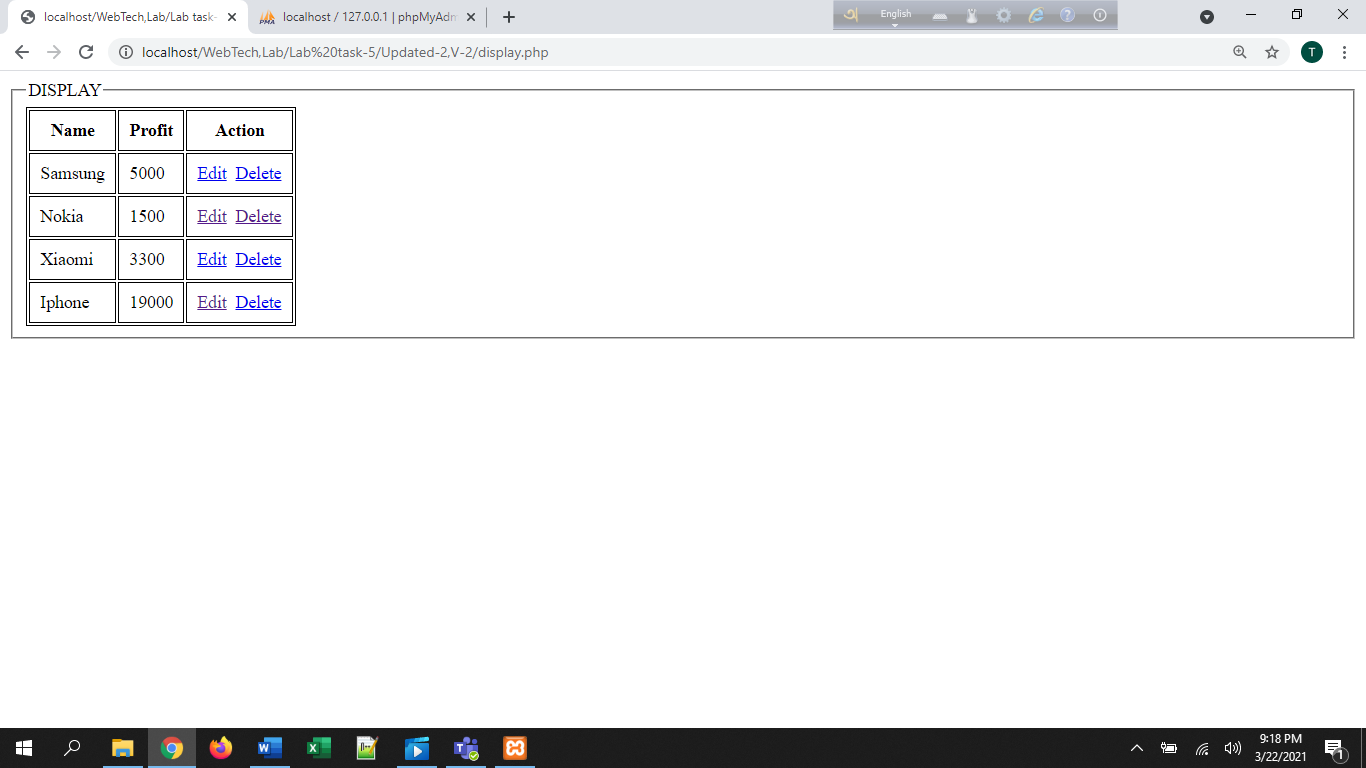 localhost/WebTech,Lab/Lab task-
localhost / 127.0.0.1 | phpMyAdm
English
localhost/WebTech,Lab/Lab%20task-5/Updated-2,V-2/display.php
T
DISPLAY
Name Profit Action
Samsung 5000 Edit Delete
Nokia 1500 Edit Delete
Xiaomi 3300 Edit Delete
Iphone 19000 Edit Delete
9:18 PM
3/22/2021
1